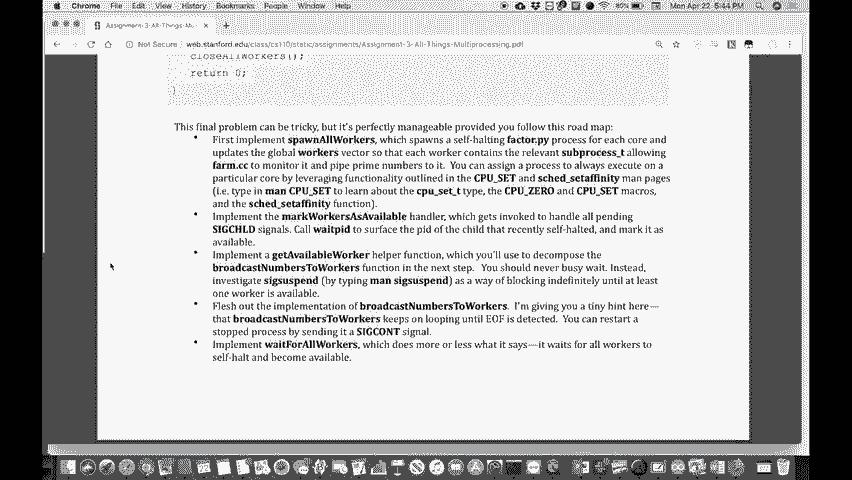 Chrome File Edit View History Bookmarks People Window Help
80% Mon Apr 22 5:44 PM
Assignment-3-All-Things-Mu
Not Secure web.stanford.edu/class/cs110/static/assignments/Assignment-3-All-Things-Multiprocessing.pdf
closeAllWorkers();
return 0;
}
This final problem can be tricky, but it's perfectly manageable provided you follow this road map:
• First implement spawnAllWorkers, which spawns a self-halting factor.py process for each core and
updates the global workers vector so that each worker contains the relevant subprocess_t allowing
farm.cc to monitor it and pipe prime numbers to it. You can assign a process to always execute on a
particular core by leveraging functionality outlined in the CPU_SET and sched_setaffinity man pages
(i.e. type in man CPU_SET to learn about the cpu_set_t type, the CPU_ZERO and CPU_SET macros,
and the sched_setaffinity function).
• Implement the markWorkersAsAvailable handler, which gets invoked to handle all pending
SIGCHLD signals. Call waitpid to surface the pid of the child that recently self-halted, and mark it as
available.
• Implement a getAvailableWorker helper function, which you'll use to decompose the
broadcastNumbersToWorkers function in the next step. You should never busy wait. Instead,
investigate sigsuspend (by typing man sigsuspend) as a way of blocking indefinitely until at least
one worker is available.
• Flesh out the implementation of broadcastNumbersToWorkers. I'm giving you a tiny hint here—
that broadcastNumbersToWorkers keeps on looping until EOF is detected. You can restart a
stopped process by sending it a SIGCONT signal.
• Implement waitForAllWorkers, which does more or less what it says—it waits for all workers to
self-halt and become available.